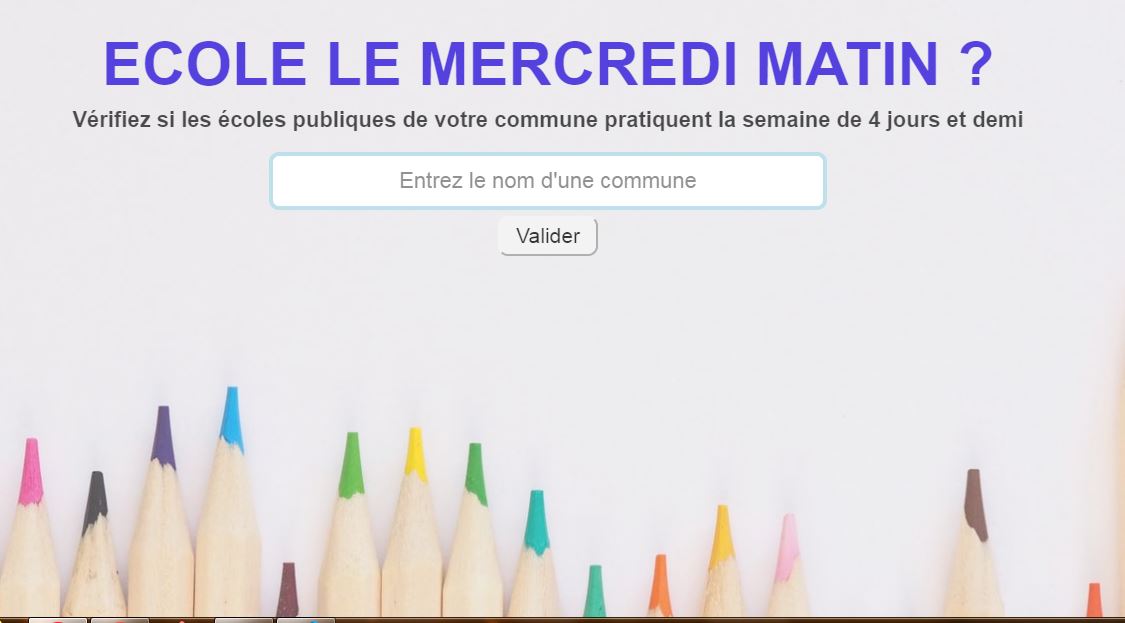 ECOLE LE MERCREDI MATIN ?
Vérifiez si les écoles publiques de votre commune pratiquent la semaine de 4 jours et demi
Entrez le nom d'une commune
Valider